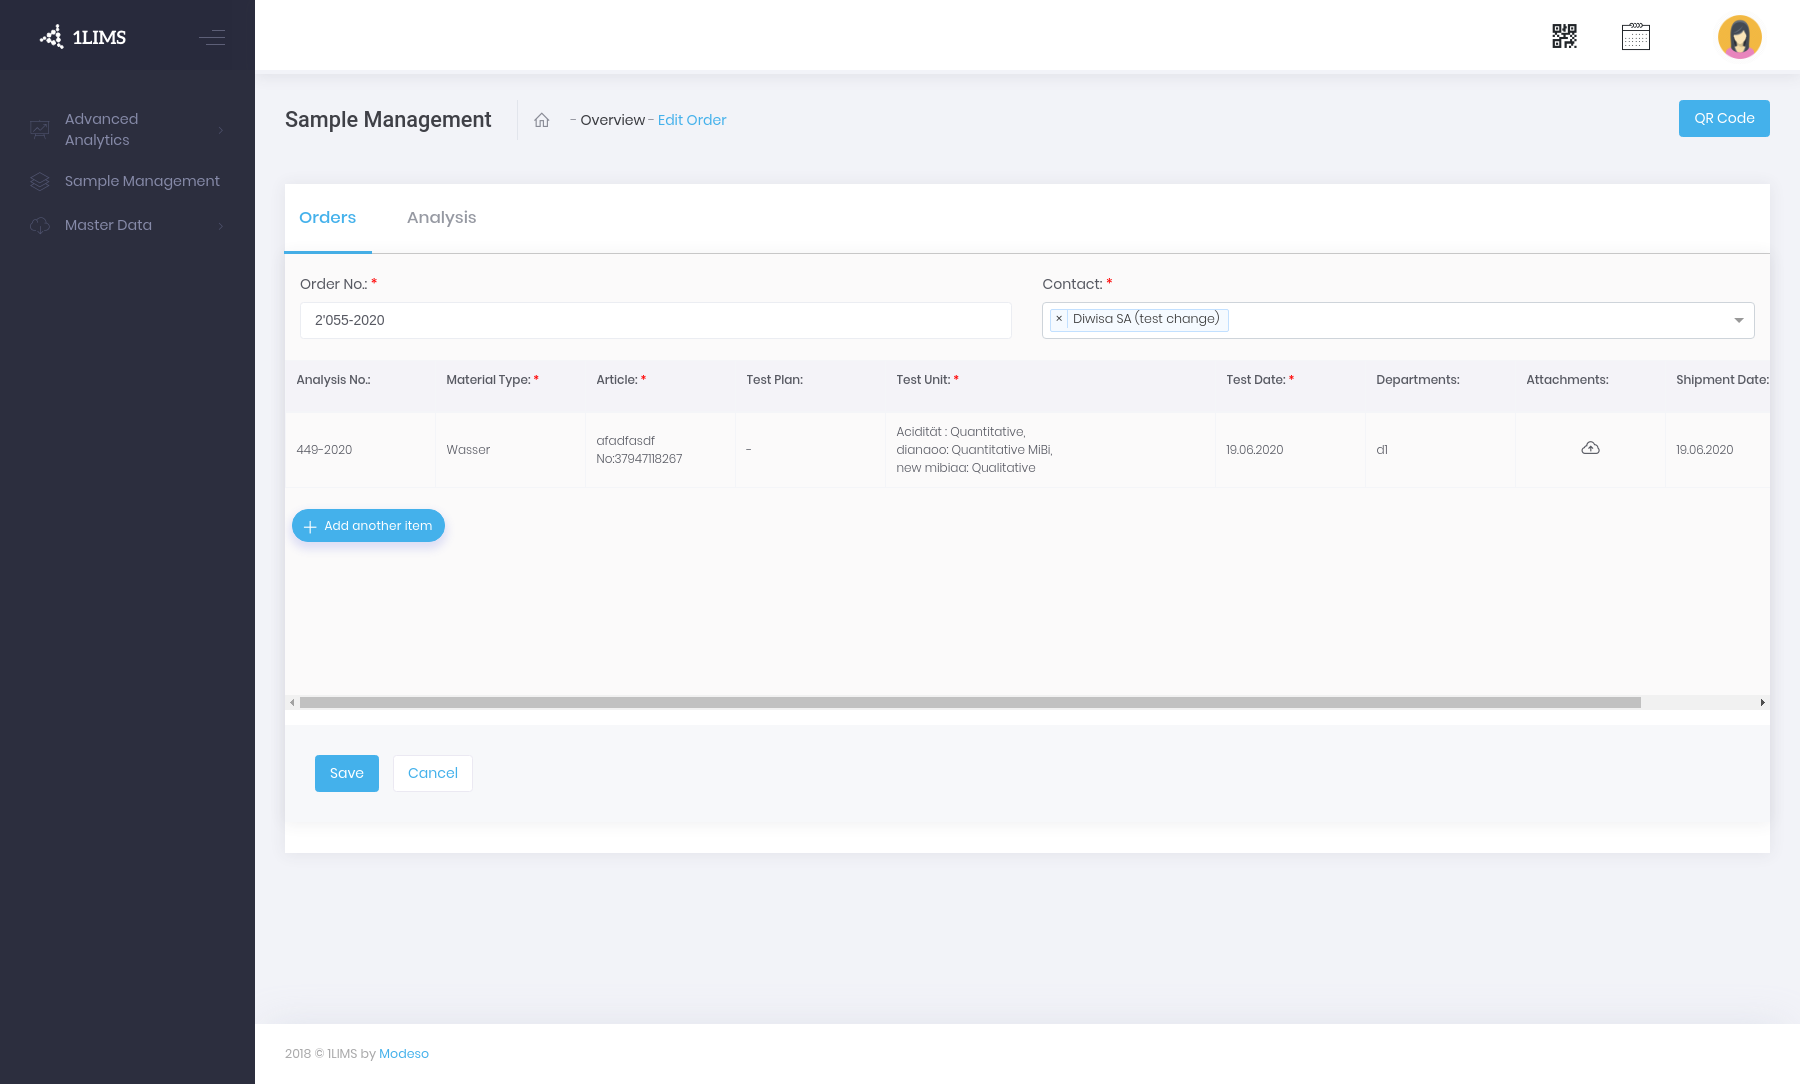 1LIMS
Advanced
Analytics
Sample Management
Master Data
Sample Management
- Overview - Edit Order
QR Code
Orders
Analysis
Order No.: *
Contact: *
2'055-2020
× Diwisa SA (test change)
Analysis No.: Material Type: * Article: * Test Plan: Test Unit: * Test Date: * Departments: Attachments: Shipment Date:
449-2020
Wasser
afadfasdf
No:37947118267
-
Acidität : Quantitative,
dianaoo: Quantitative MiBi,
new mibiaa: Qualitative
19.06.2020
d1
19.06.2020
Add another item
Save
Cancel
2018 © 1LIMS by Modeso